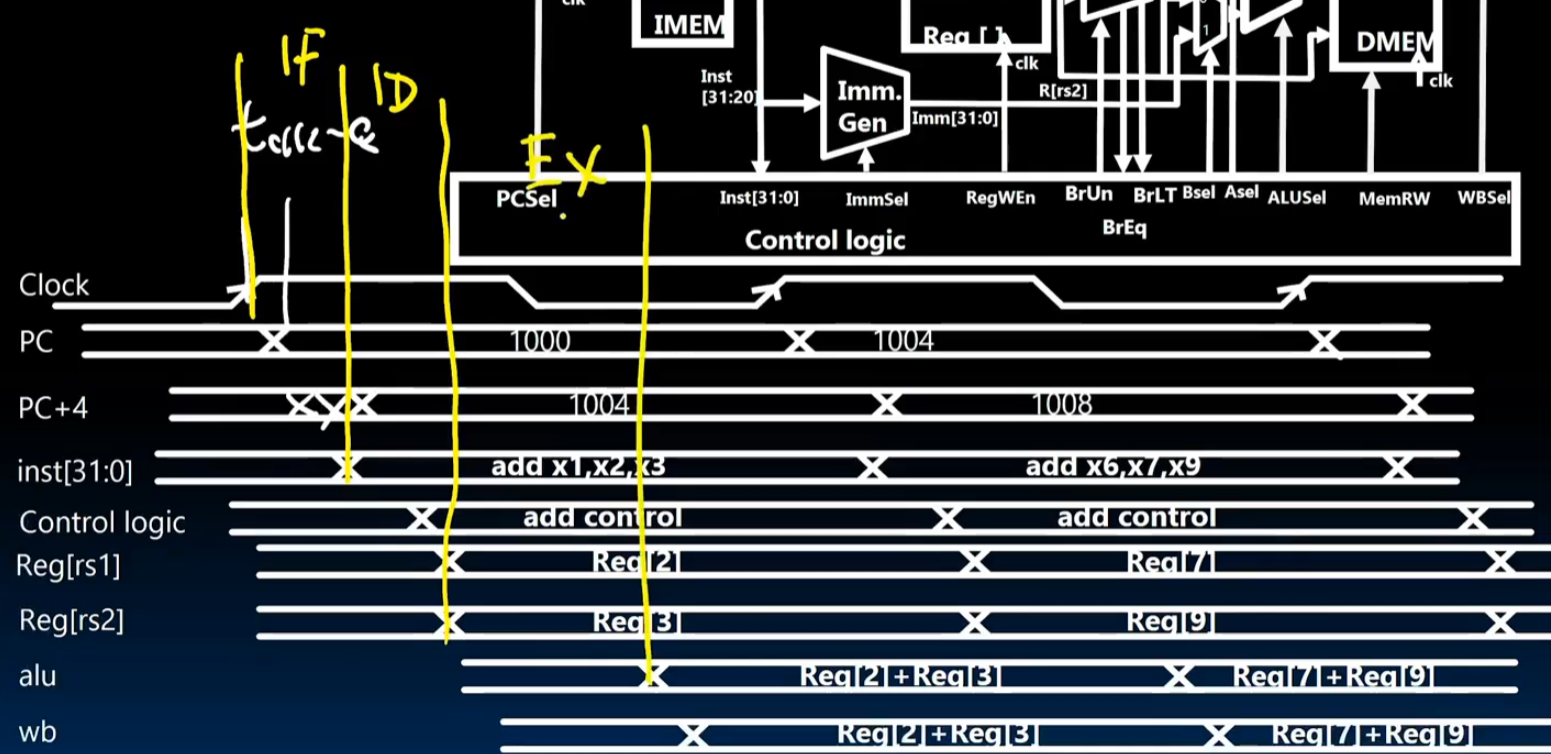 clk
IMEM
Reg [ ]
clk
DMEM
clk
Inst
[31:20]
Imm.
Gen
Imm[31:0]
R[rs2]
1
IF
ID
EX
tclk-Q
PCSel
Inst[31:0]
ImmSel
RegWEn
BrUn
BrLT
BrEq
Bsel
Asel
ALUSel
MemRW
WBSel
Control logic
Clock
PC 1000 1004
PC+4 1004 1008
inst[31:0] add x1,x2,x3 add x6,x7,x9
Control logic add control add control
Reg[rs1] Reg[2] Reg[7]
Reg[rs2] Reg[3] Reg[9]
alu Reg[2]+Reg[3] Reg[7]+Reg[9]
wb Reg[2]+Reg[3] Reg[7]+Reg[9]